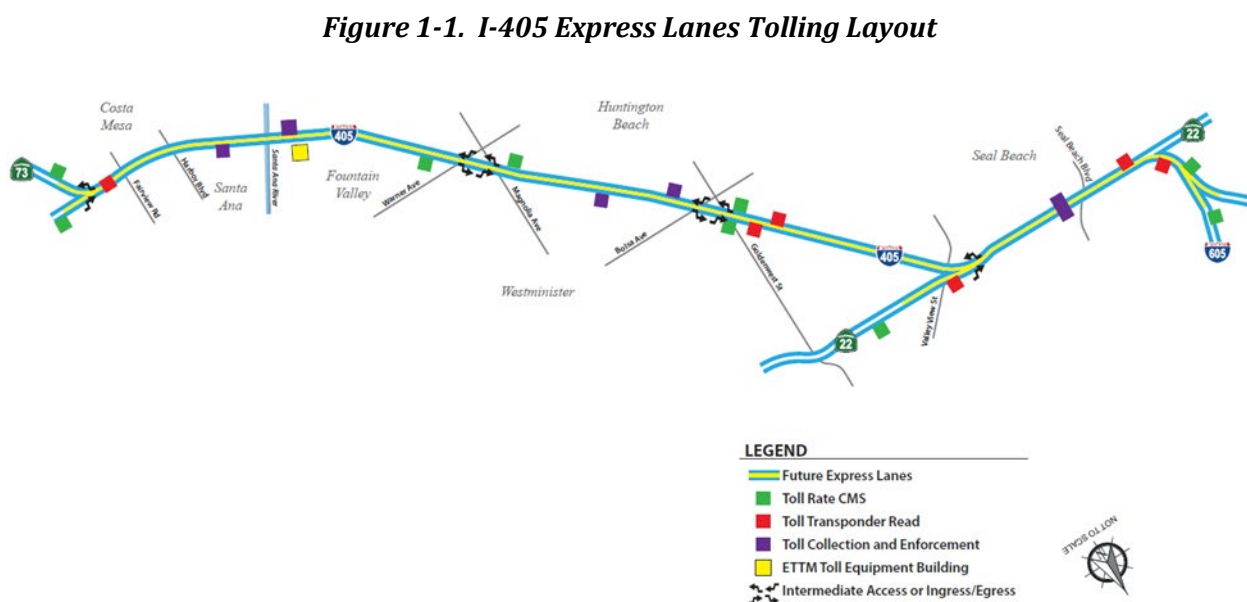 Figure 1-1. I-405 Express Lanes Tolling Layout
Costa
Mesa
Huntington
Beach
22
405
Seal Beach
Seal Beach Blvd
73
Fairview Rd
Harbor Blvd
Santa
Ana
Santa Ana River
Fountain
Valley
Warner Ave
Magnolia Ave
Bolsa Ave
Goldenwest St
405
605
Westminister
Valley View St
22
LEGEND
Future Express Lanes
Toll Rate CMS
Toll Transponder Read
Toll Collection and Enforcement
ETTM Toll Equipment Building
Intermediate Access or Ingress/Egress
NOT TO SCALE